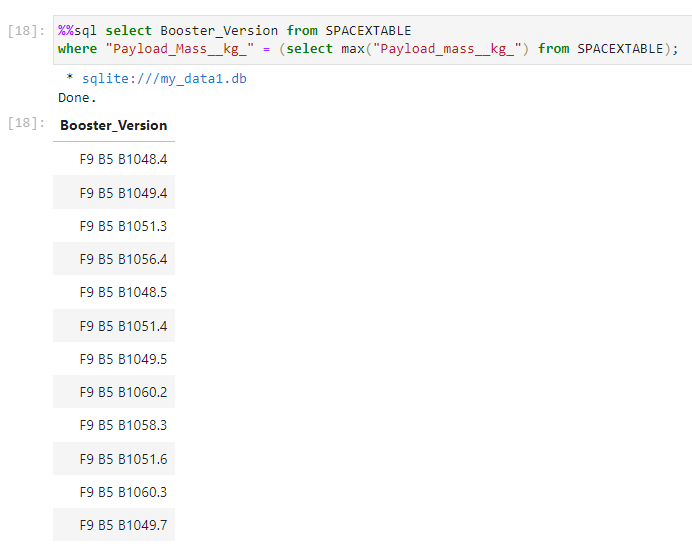 [18]: %%sql select Booster_Version from SPACEXTABLE
where "Payload_Mass__kg_" = (select max("Payload_mass__kg_") from SPACEXTABLE);
* sqlite:///my_data1.db
Done.
[18]: Booster_Version
F9 B5 B1048.4
F9 B5 B1049.4
F9 B5 B1051.3
F9 B5 B1056.4
F9 B5 B1048.5
F9 B5 B1051.4
F9 B5 B1049.5
F9 B5 B1060.2
F9 B5 B1058.3
F9 B5 B1051.6
F9 B5 B1060.3
F9 B5 B1049.7